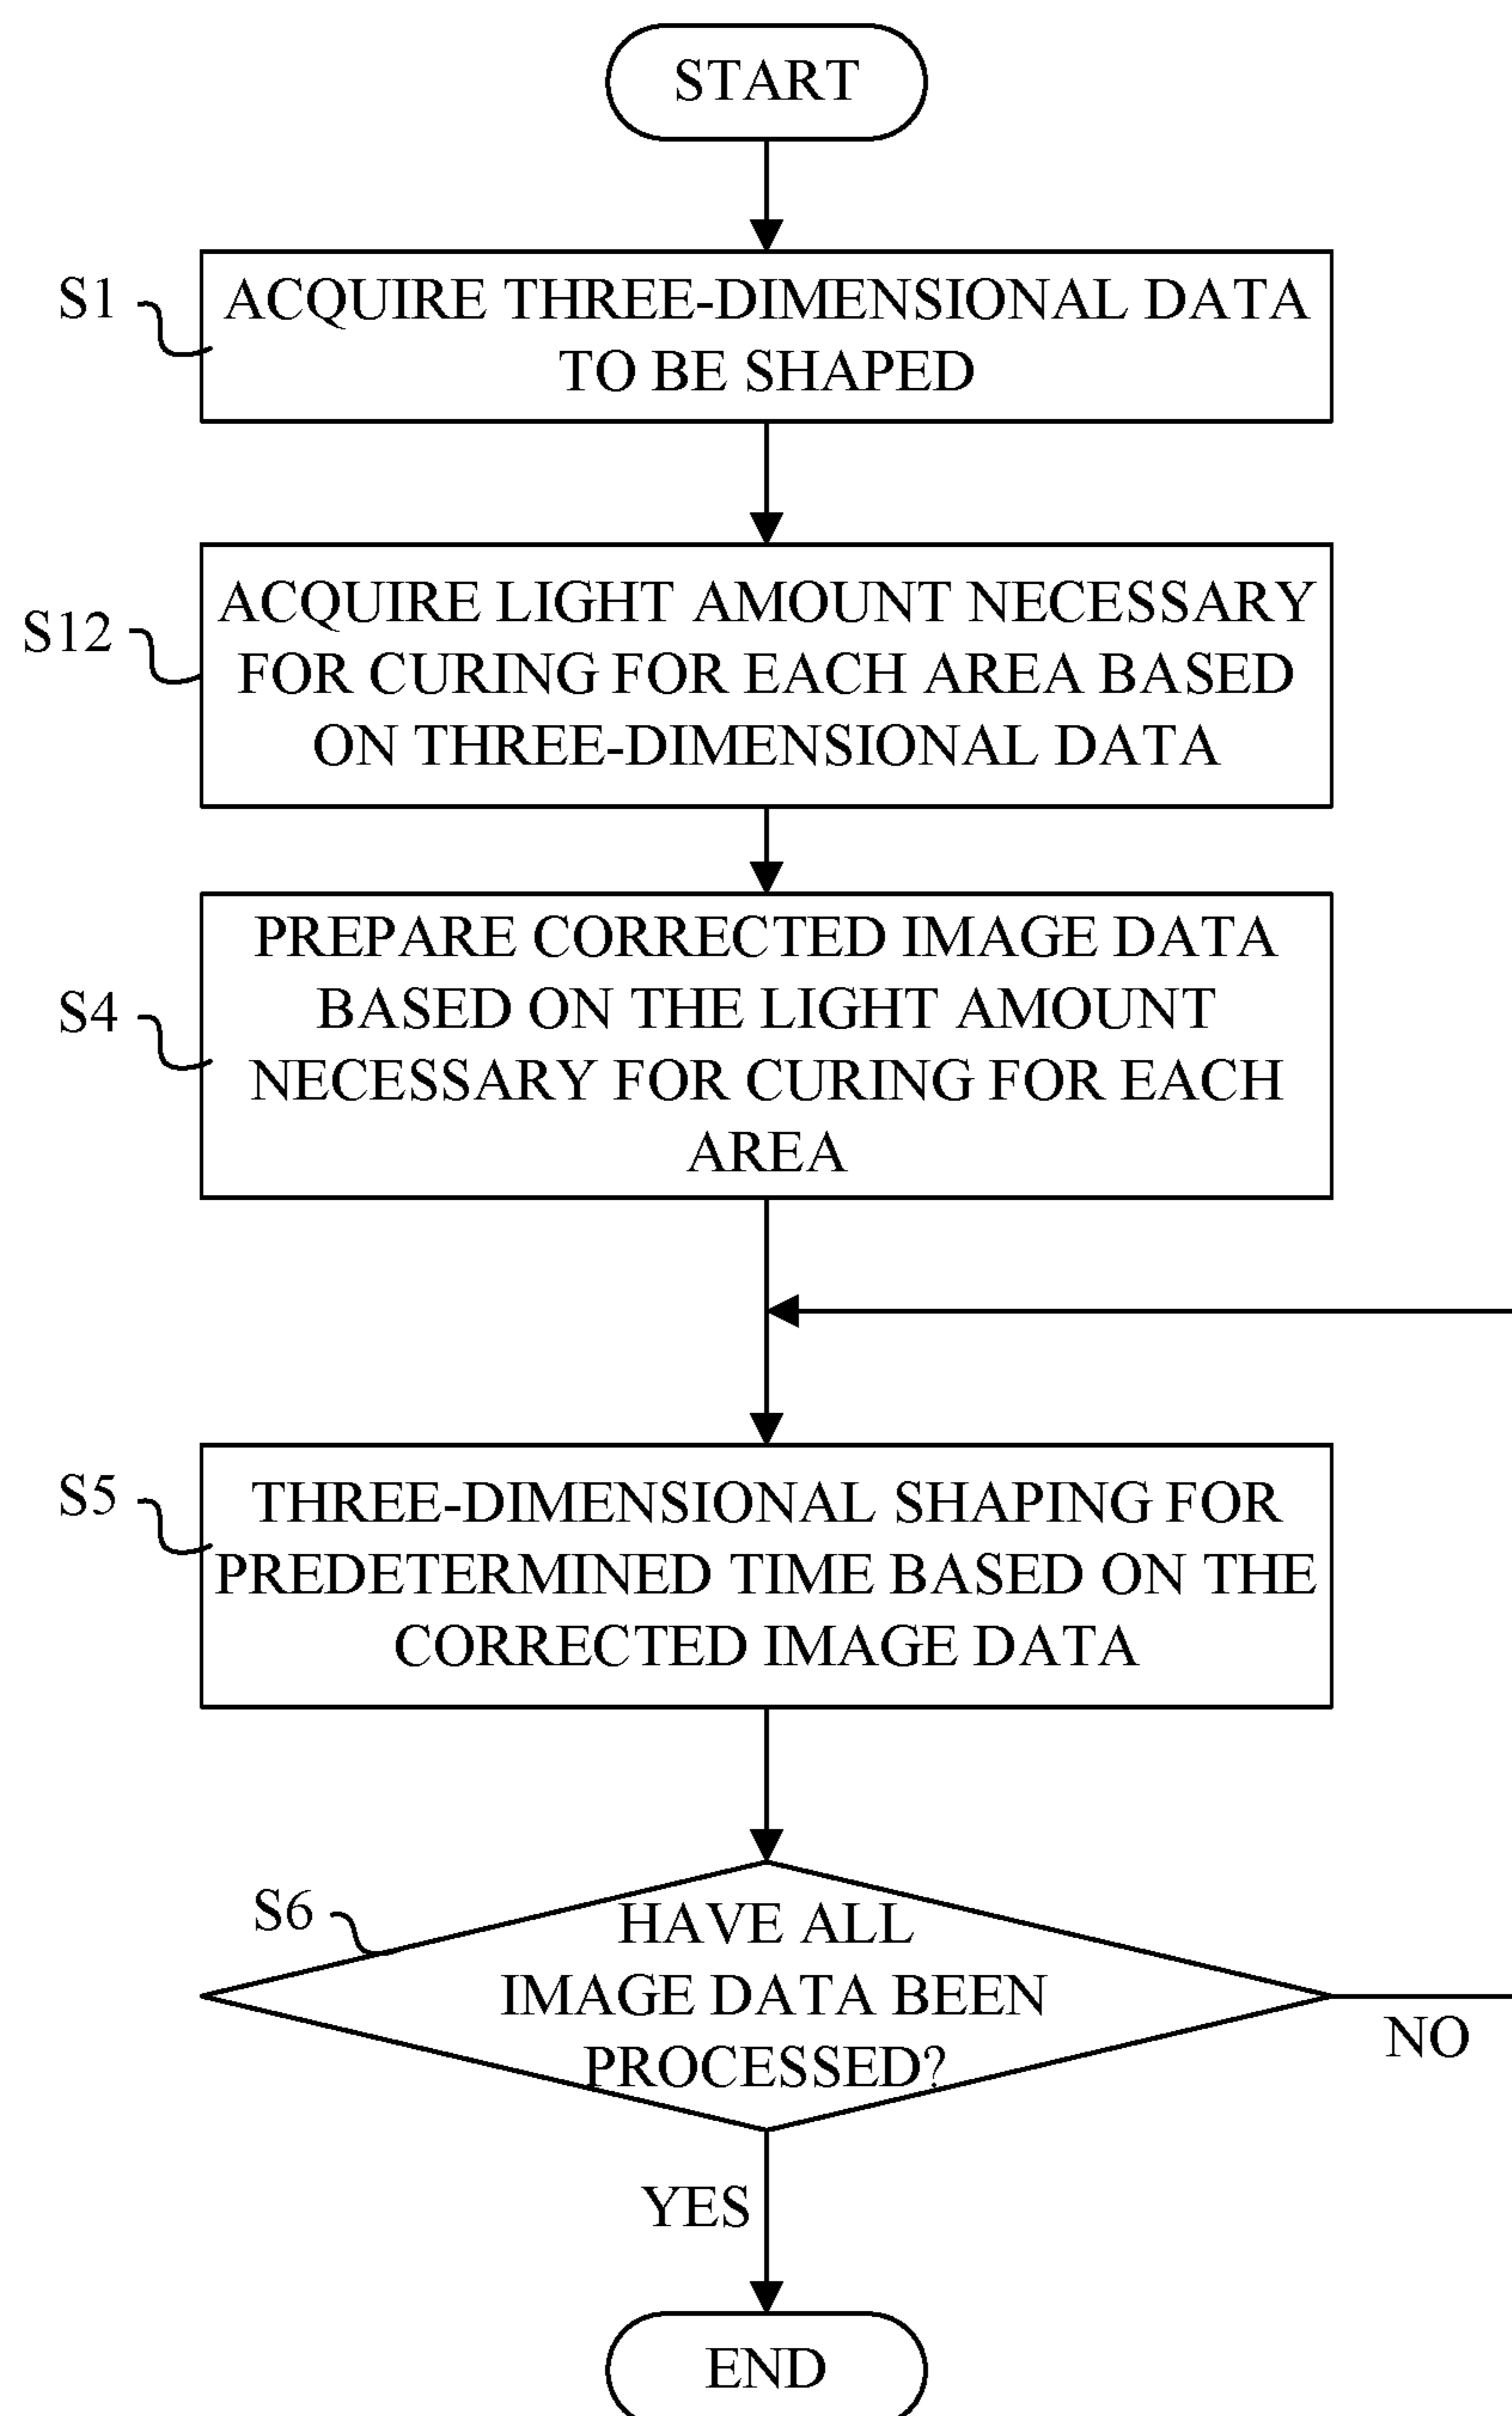 START
S1
ACQUIRE THREE-DIMENSIONAL DATA
TO BE SHAPED
S12
ACQUIRE LIGHT AMOUNT NECESSARY
FOR CURING FOR EACH AREA BASED
ON THREE-DIMENSIONAL DATA
S4
PREPARE CORRECTED IMAGE DATA
BASED ON THE LIGHT AMOUNT
NECESSARY FOR CURING FOR EACH
AREA
S5
THREE-DIMENSIONAL SHAPING FOR
PREDETERMINED TIME BASED ON THE
CORRECTED IMAGE DATA
S6
HAVE ALL
IMAGE DATA BEEN
PROCESSED?
NO
YES
END